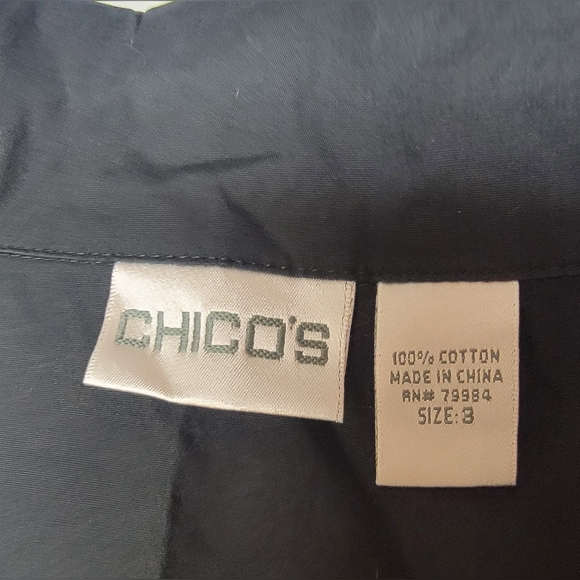 CHICO'S
100% COTTON
MADE IN CHINA
RN# 79984
SIZE: 3